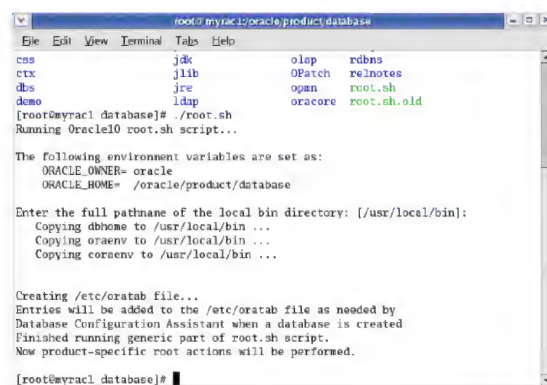 root@myrac1:/oracle/product/database
File Edit View Terminal Tabs Help
css jdk olap rdbms
ctx jlib OPatch relnotes
dbs jre opmn root.sh
demo ldap oracore root.sh.old
[root@myrac1 database]# ./root.sh
Running Oracle10 root.sh script...
The following environment variables are set as:
ORACLE_OWNER= oracle
ORACLE_HOME= /oracle/product/database
Enter the full pathname of the local bin directory: [/usr/local/bin]:
Copying dbhome to /usr/local/bin ...
Copying oraenv to /usr/local/bin ...
Copying coraenv to /usr/local/bin ...
Creating /etc/oratab file...
Entries will be added to the /etc/oratab file as needed by
Database Configuration Assistant when a database is created
Finished running generic part of root.sh script.
Now product-specific root actions will be performed.
[root@myrac1 database]#